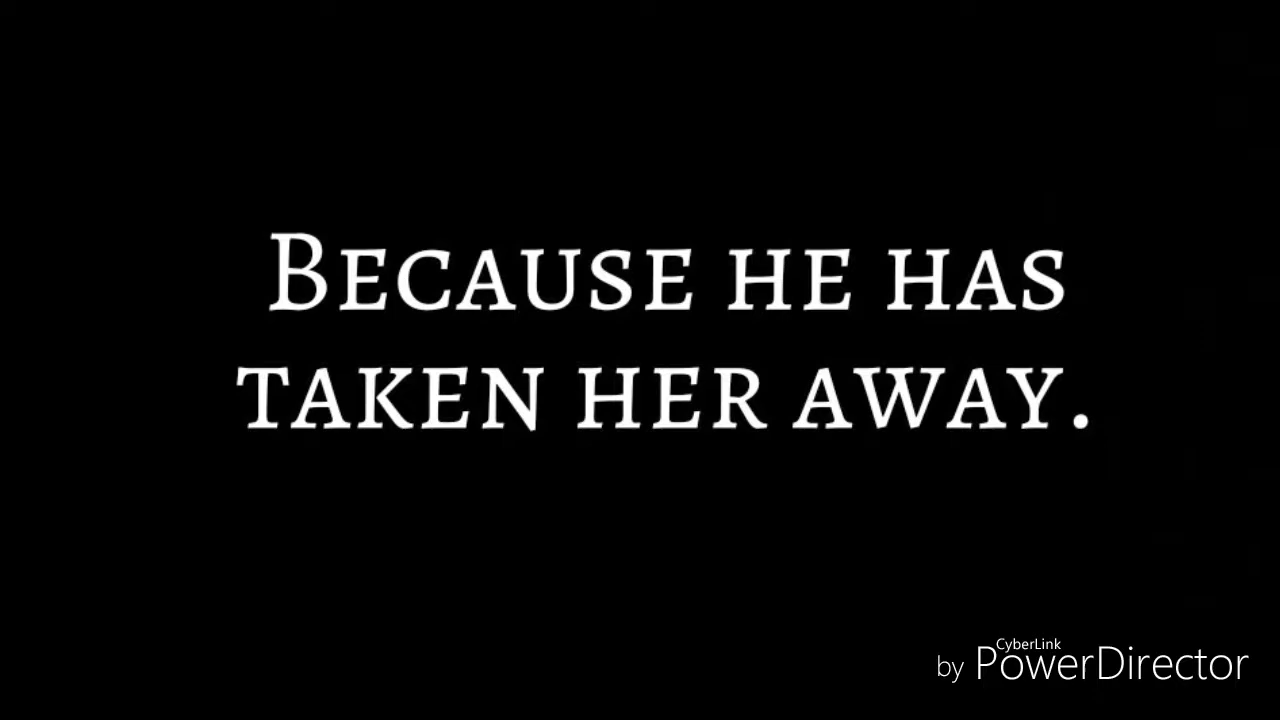 Because he has
taken her away.
CyberLink
by PowerDirector